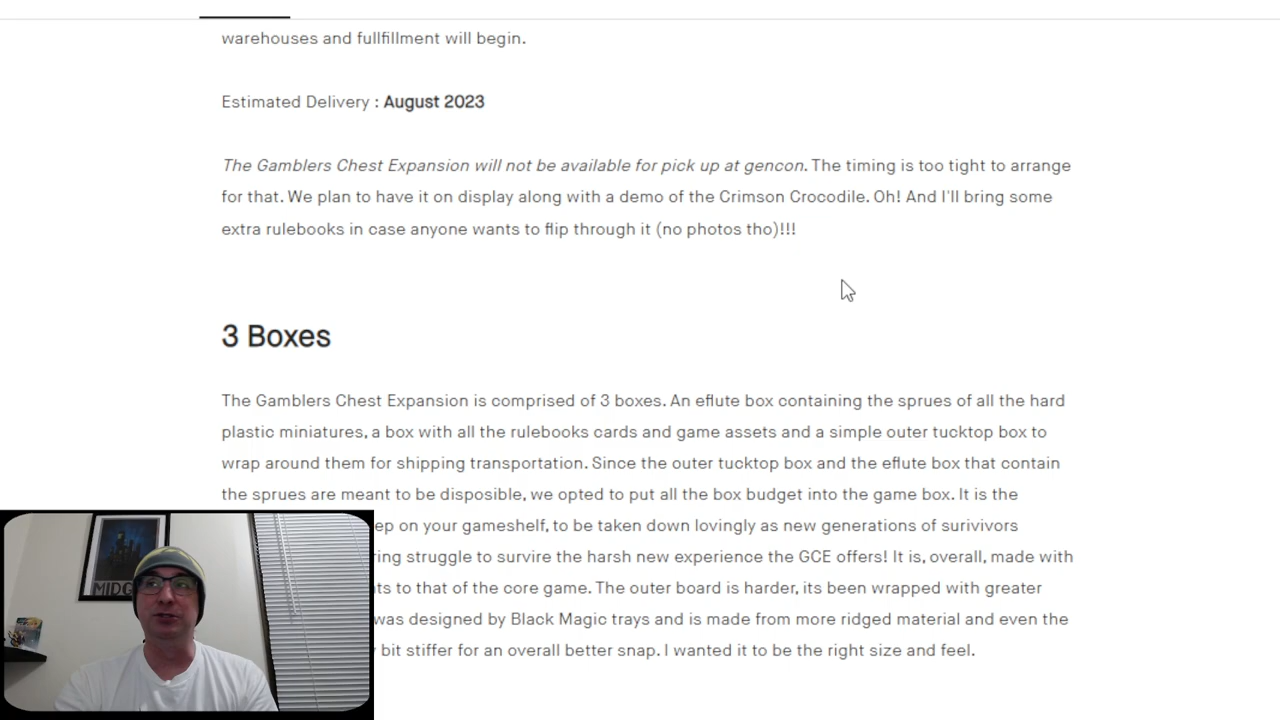 warehouses and fullfillment will begin.
Estimated Delivery : August 2023
The Gamblers Chest Expansion will not be available for pick up at gencon. The timing is too tight to arrange
for that. We plan to have it on display along with a demo of the Crimson Crocodile. Oh! And I'll bring some
extra rulebooks in case anyone wants to flip through it (no photos tho)!!!
3 Boxes
The Gamblers Chest Expansion is comprised of 3 boxes. An eflute box containing the sprues of all the hard
plastic miniatures, a box with all the rulebooks cards and game assets and a simple outer tucktop box to
wrap around them for shipping transportation. Since the outer tucktop box and the eflute box that contain
the sprues are meant to be disposible, we opted to put all the box budget into the game box. It is the
ep on your gameshelf, to be taken down lovingly as new generations of surivivors
ring struggle to survire the harsh new experience the GCE offers! It is, overall, made with
ts to that of the core game. The outer board is harder, its been wrapped with greater
was designed by Black Magic trays and is made from more ridged material and even the
bit stiffer for an overall better snap. I wanted it to be the right size and feel.
MIDG